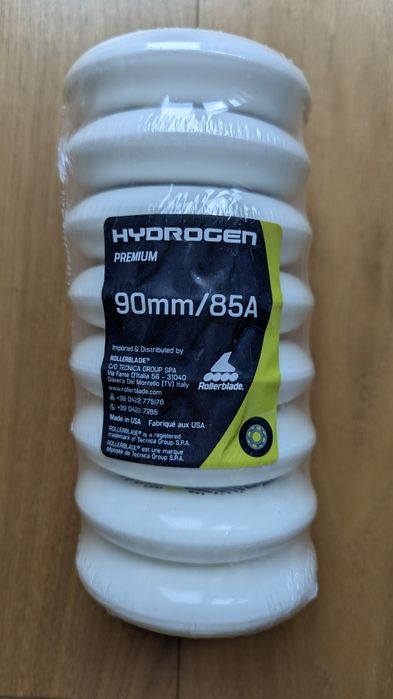 HYDROGEN
PREMIUM
90mm/85A
Imported & Distributed by
ROLLERBLADE®
C/O TECNICA GROUP SPA
Via Fante D'Italia 56 - 31040
Giavera Del Montello (TV) Italy
www.rollerblade.com
+39 0422 775176
+39 0422 7285
Made in USA Fabriqué aux USA
ROLLERBLADE® is a registered
trademark of Tecnica Group S.P.A.
ROLLERBLADE® est une marque
déposée de Tecnica Group S.P.A.
Rollerblade.